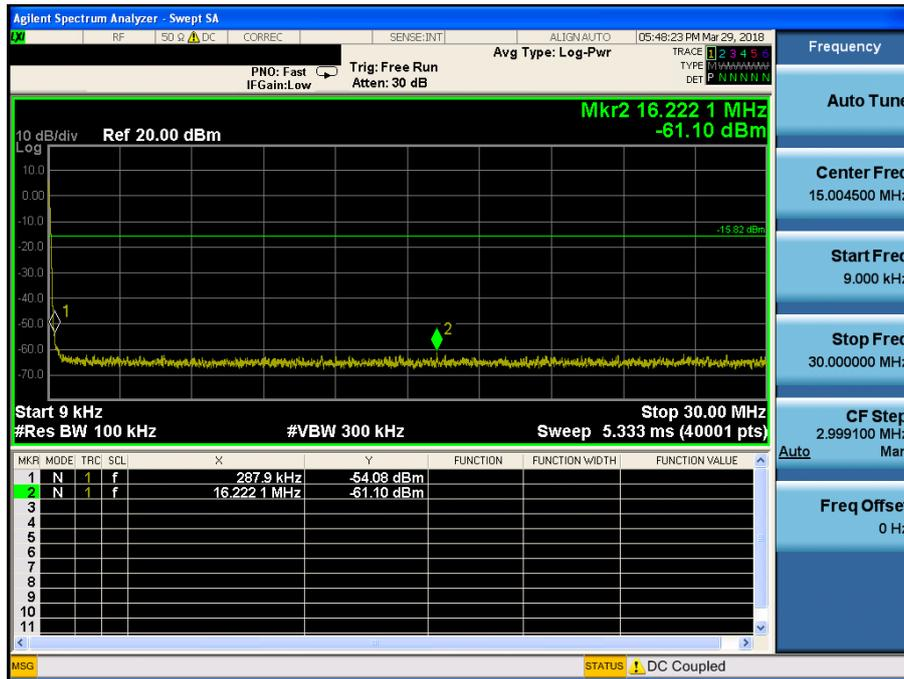 Agilent Spectrum Analyzer - Swept SA
LXI RF 50 Ω DC CORREC SENSE:INT ALIGN AUTO 05:48:23 PM Mar 29, 2018
Frequency
Avg Type: Log-Pwr
TRACE 1 2 3 4 5 6
PNO: Fast Trig: Free Run
TYPE M
IFGain:Low Atten: 30 dB
DET P N N N N N
Auto Tune
Mkr2 16.222 1 MHz
10 dB/div Ref 20.00 dBm -61.10 dBm
Log
10.0
0.00
-10.0
-15.82 dBm
-20.0
-30.0
-40.0
-50.0
-60.0
-70.0
1
2
Center Freq
15.004500 MHz
Start Freq
9.000 kHz
Stop Freq
30.000000 MHz
Start 9 kHz Stop 30.00 MHz
#Res BW 100 kHz #VBW 300 kHz Sweep 5.333 ms (40001 pts)
CF Step
2.999100 MHz
Auto Man
MKR MODE TRC SCL X Y FUNCTION FUNCTION WIDTH FUNCTION VALUE
1 N 1 f 287.9 kHz -54.08 dBm
2 N 1 f 16.222 1 MHz -61.10 dBm
3
4
5
6
7
8
9
10
11
Freq Offset
0 Hz
MSG STATUS DC Coupled